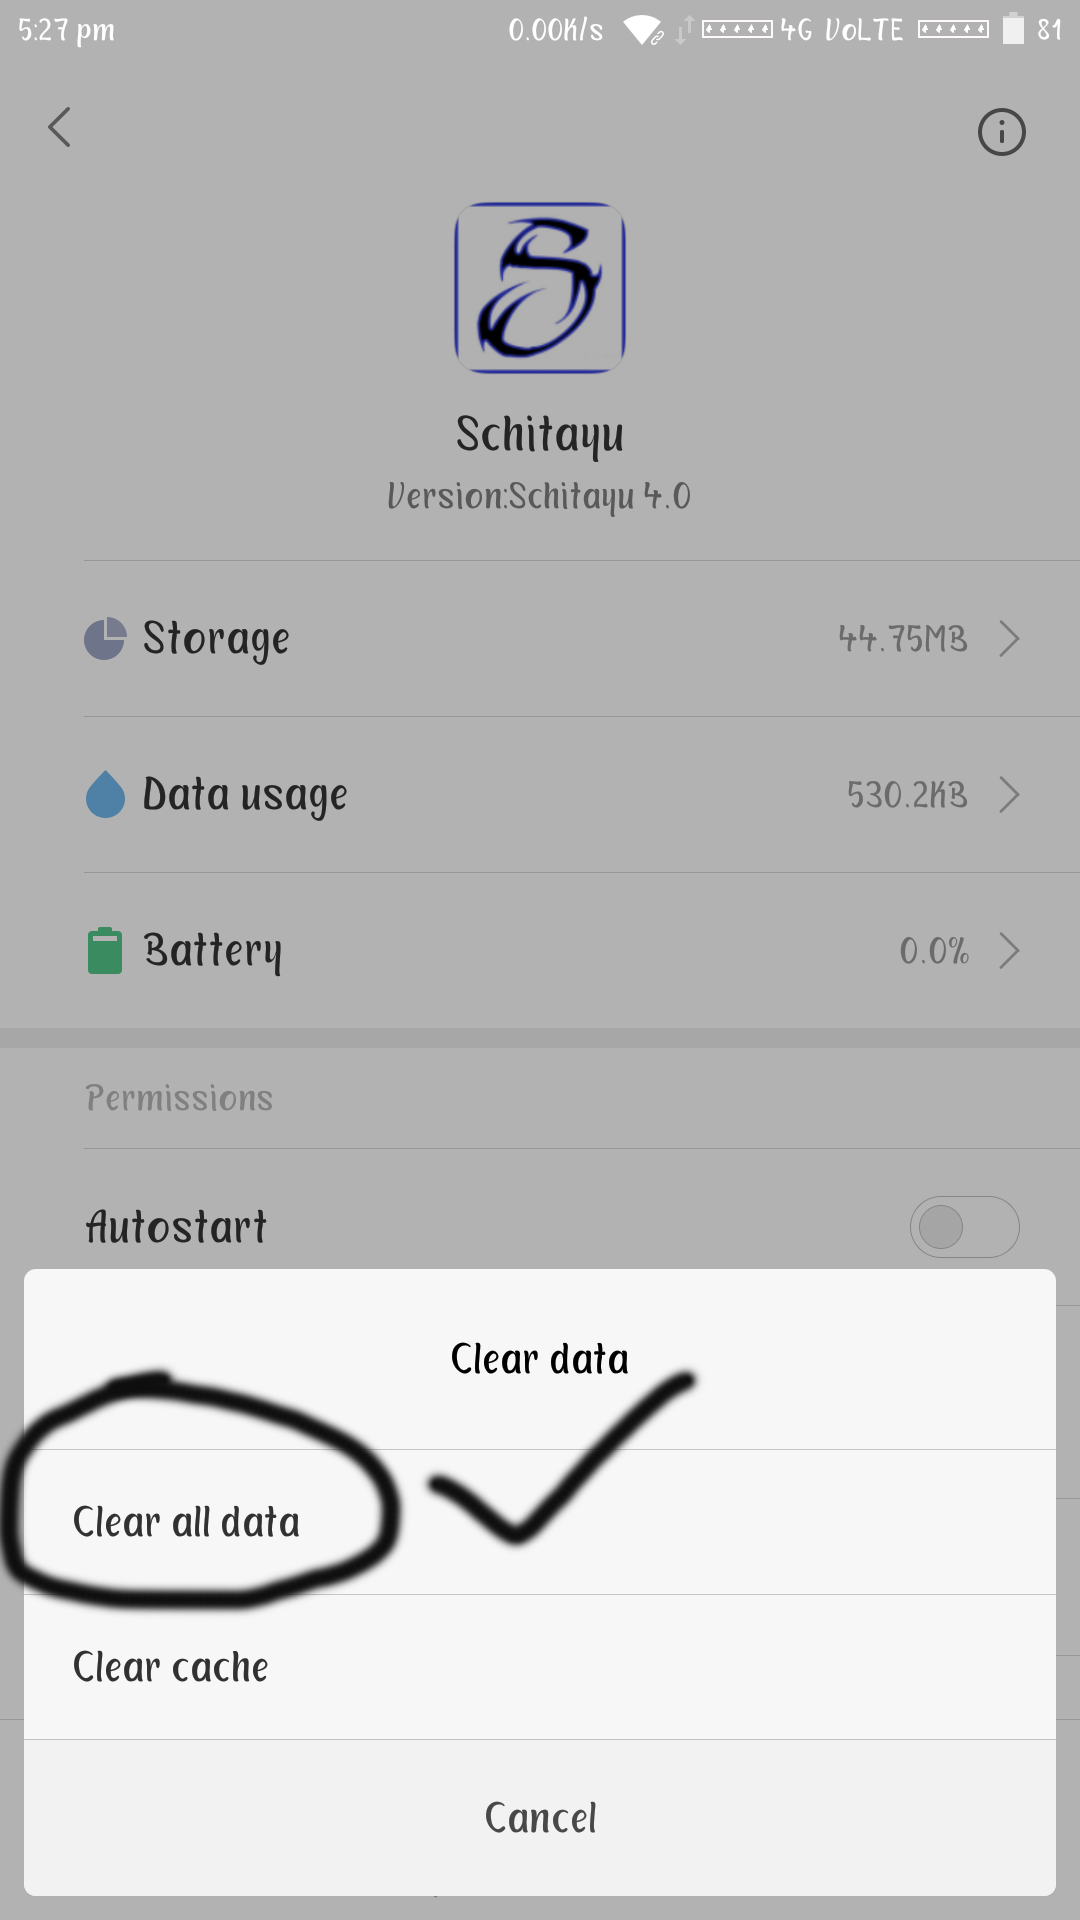 5:27 pm 0.00K/s 4G VoLTE 81
S
Schitayu
Version:Schitayu 4.0
Storage 44.75MB
Data usage 530.2KB
Battery 0.0%
Permissions
Autostart
Clear data
Clear all data
Clear cache
Cancel